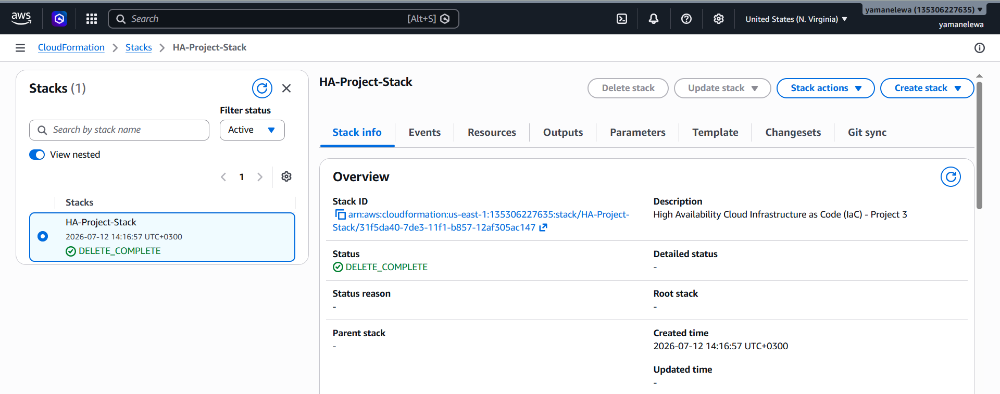 aws
Search
[Alt+S]
United States (N. Virginia)
yamanelewa (135306227635)
yamanelewa
CloudFormation
Stacks
HA-Project-Stack
Stacks (1)
Filter status
Search by stack name
Active
View nested
1
Stacks
HA-Project-Stack
2026-07-12 14:16:57 UTC+0300
DELETE_COMPLETE
HA-Project-Stack
Delete stack
Update stack
Stack actions
Create stack
Stack info
Events
Resources
Outputs
Parameters
Template
Changesets
Git sync
Overview
Stack ID
arn:aws:cloudformation:us-east-1:135306227635:stack/HA-Project-
Stack/31f5da40-7de3-11f1-b857-12af305ac147
Description
High Availability Cloud Infrastructure as Code (IaC) - Project 3
Status
DELETE_COMPLETE
Detailed status
-
Status reason
-
Root stack
-
Parent stack
-
Created time
2026-07-12 14:16:57 UTC+0300
Updated time
-